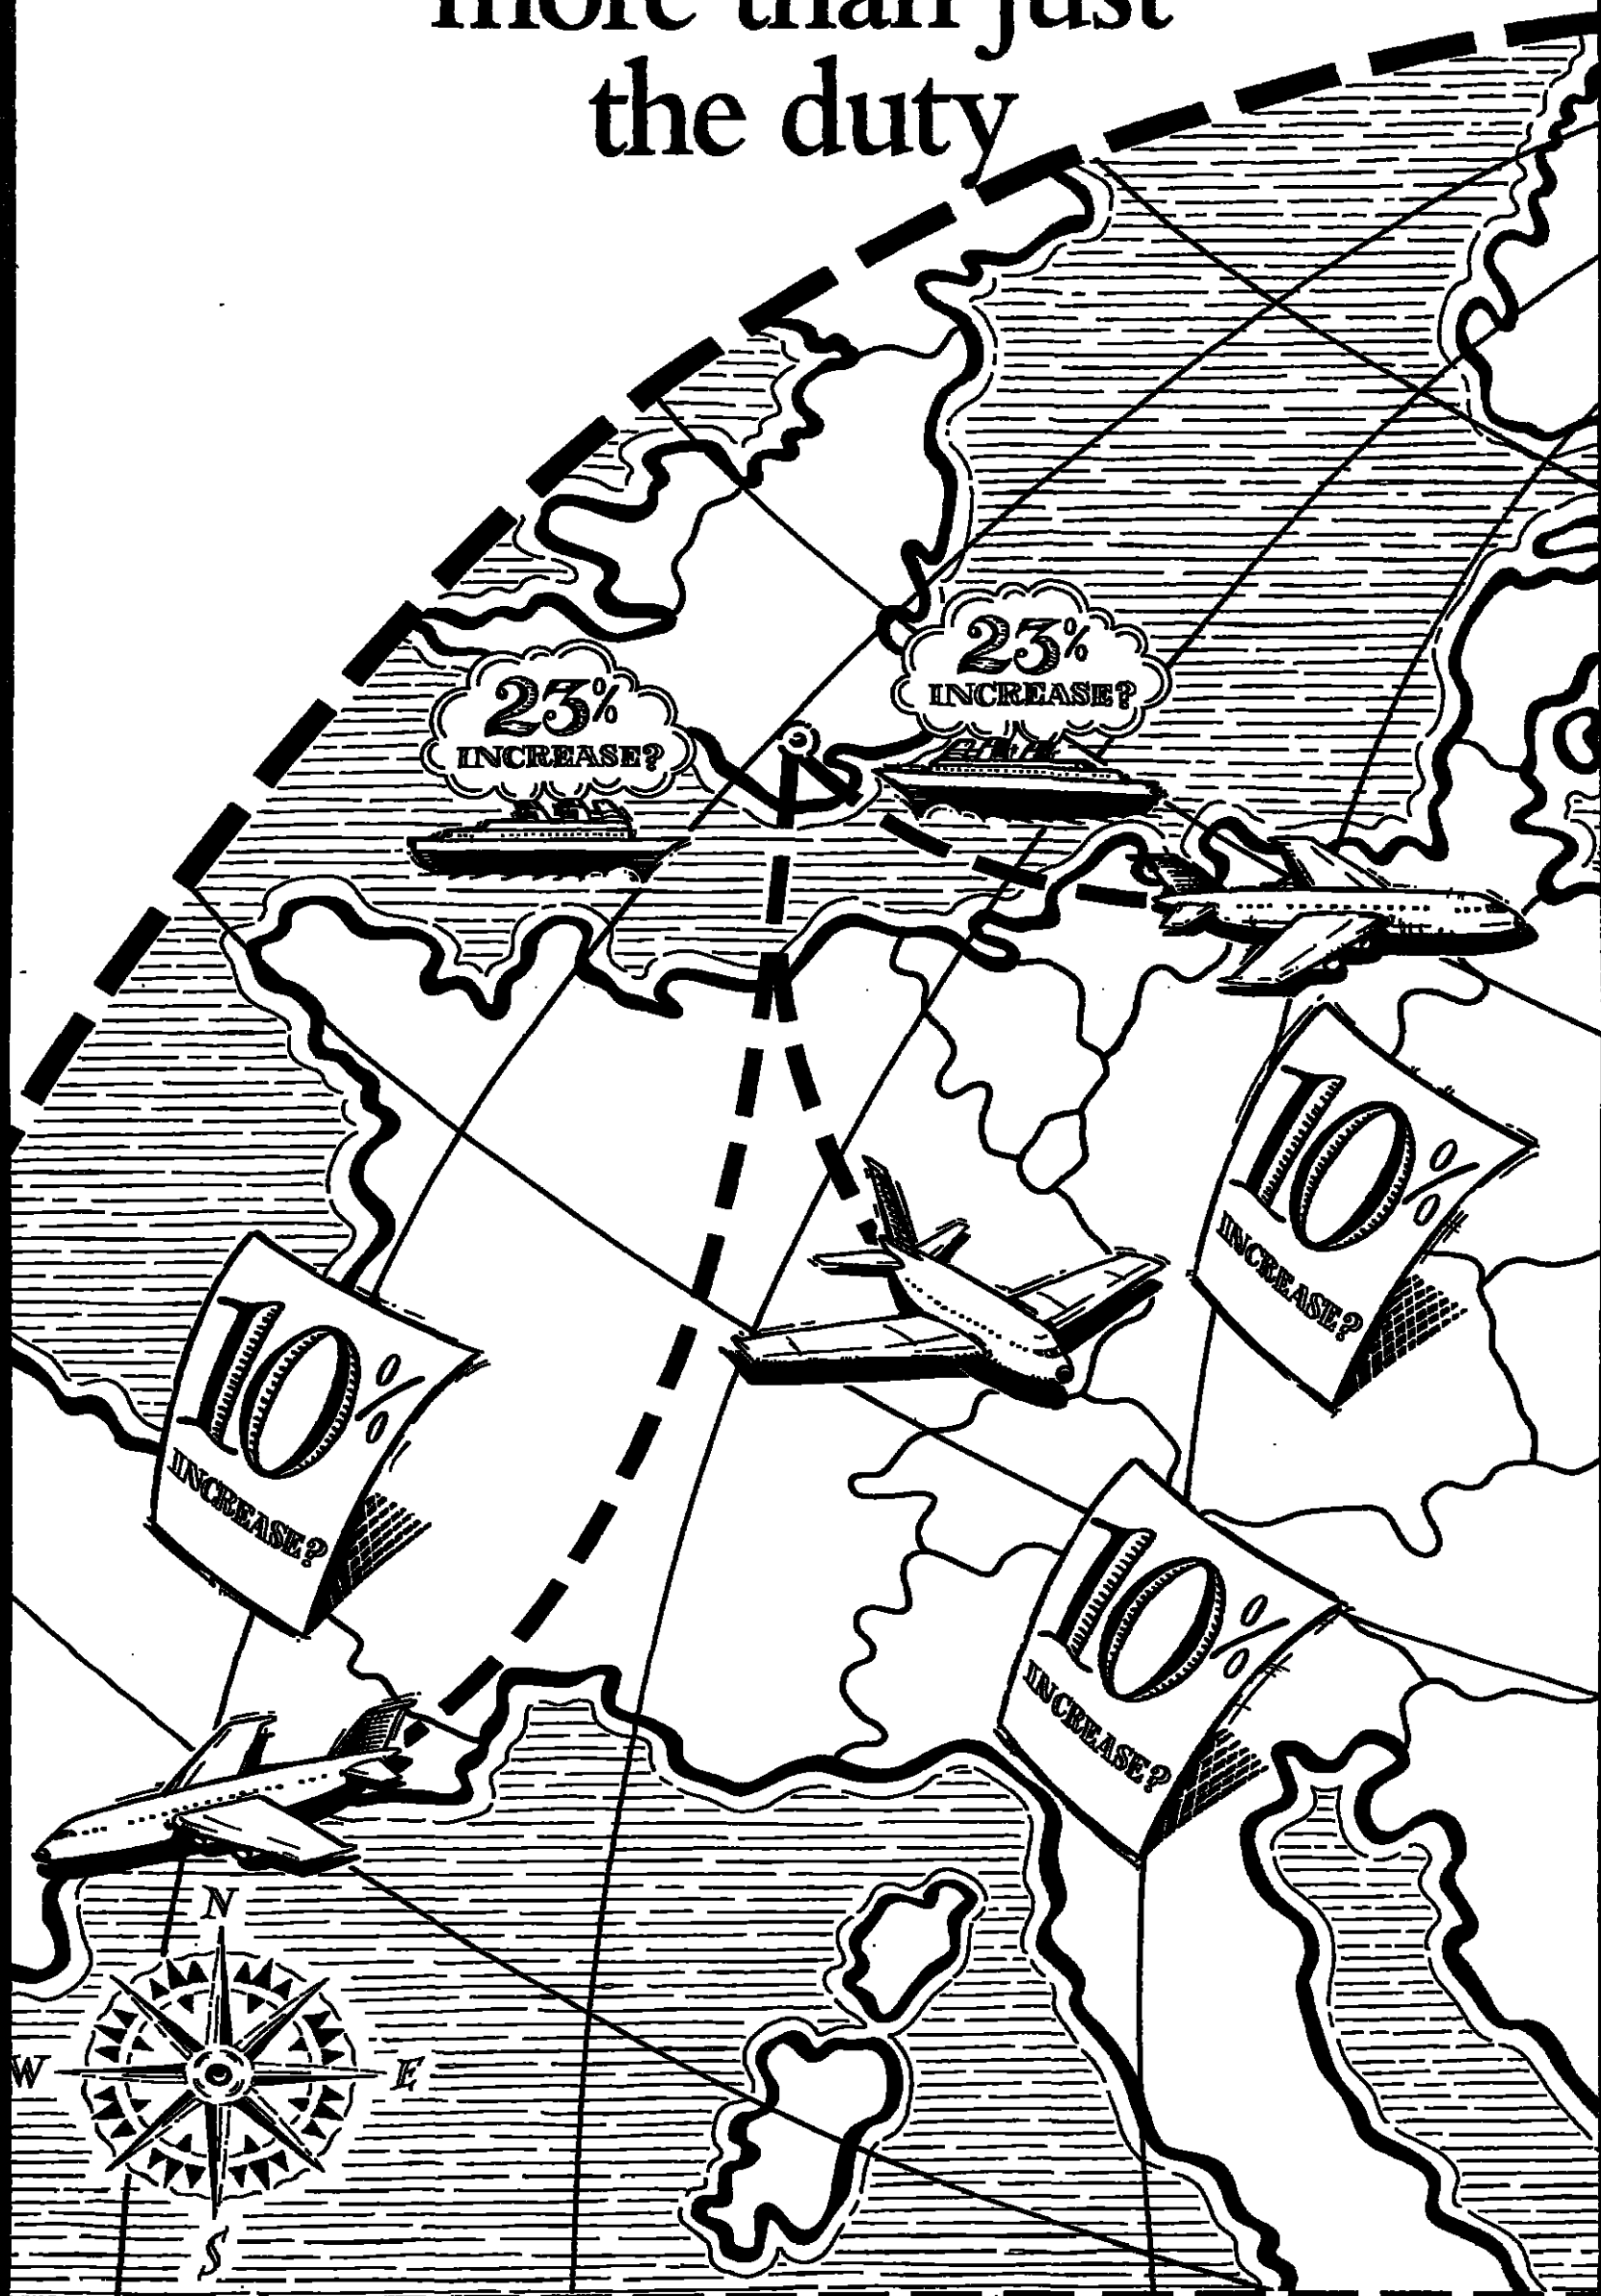 more than just
the duty
23%
INCREASE?
23%
INCREASE?
10%
INCREASE?
10%
INCREASE?
10%
INCREASE?
N
W
E
S